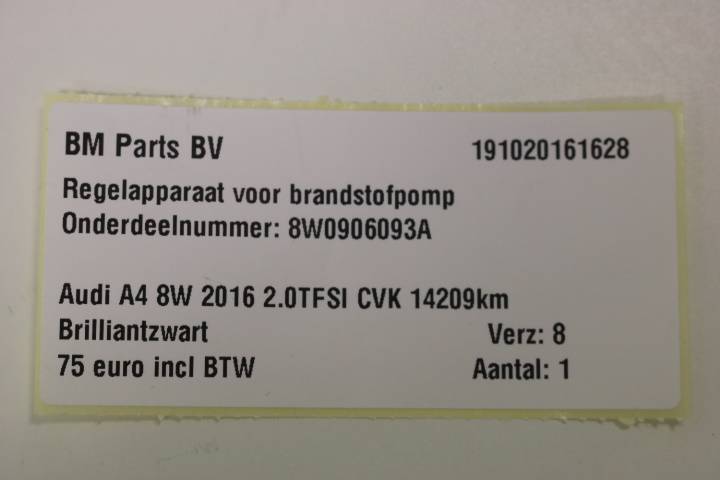 BM Parts BV 191020161628
Regelapparaat voor brandstofpomp
Onderdeelnummer: 8W0906093A
Audi A4 8W 2016 2.0TFSI CVK 14209km
Brilliantzwart Verz: 8
75 euro incl BTW Aantal: 1